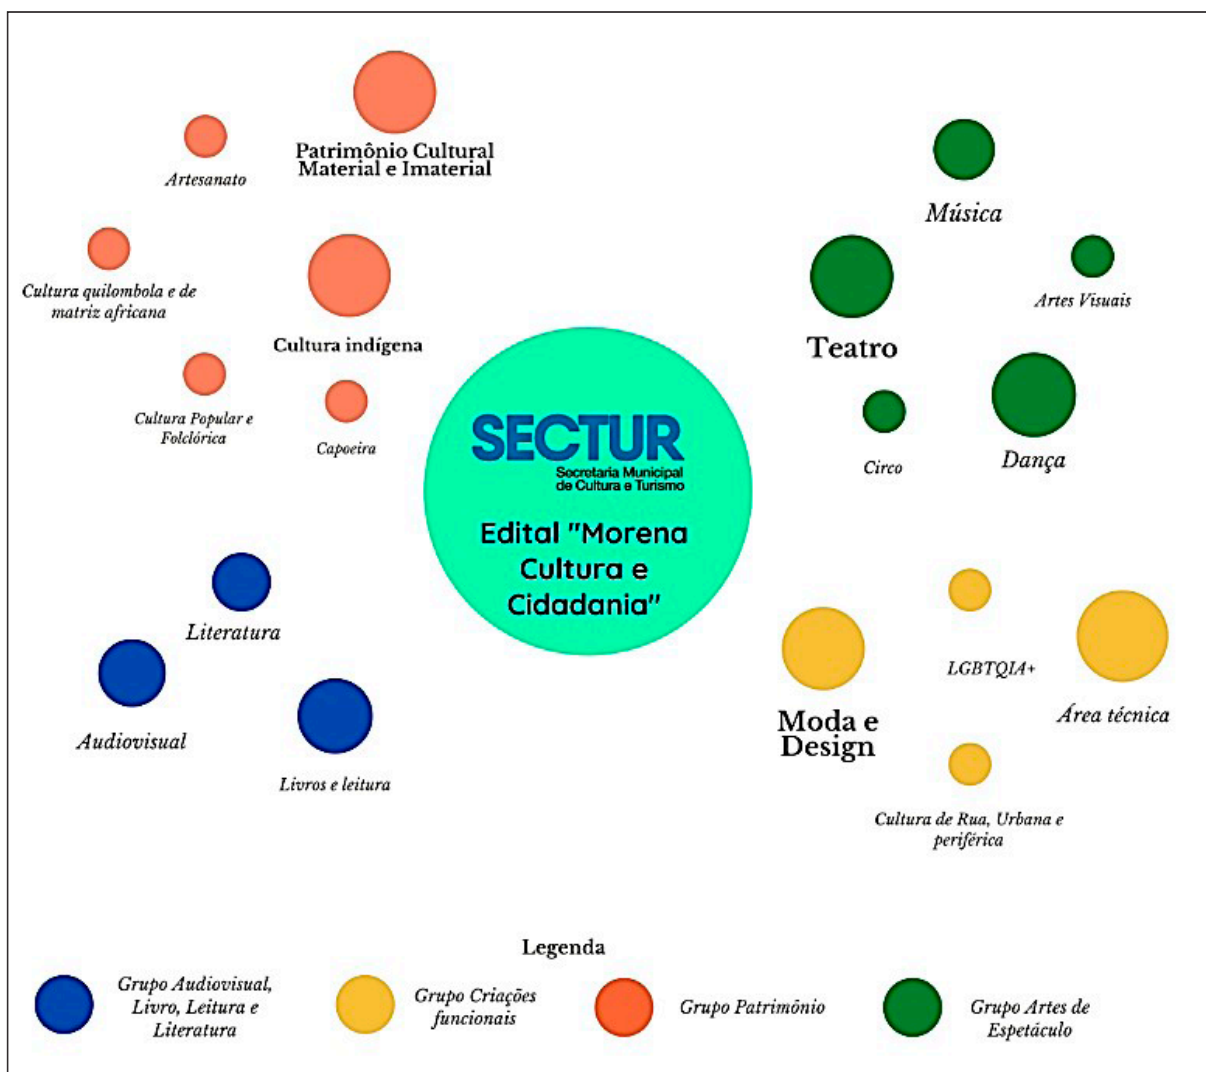 Patrimônio Cultural
Material e Imaterial
Artesanato
Cultura quilombola e de
matriz africana
Cultura indígena
Cultura Popular e
Folclórica
Capoeira
Música
Teatro
Artes Visuais
Circo
Dança
SECTUR
Secretaria Municipal
de Cultura e Turismo
Edital "Morena
Cultura e
Cidadania"
Literatura
Audiovisual
Livros e leitura
LGBTQIA+
Moda e
Design
Área técnica
Cultura de Rua, Urbana e
periférica
Legenda
Grupo Audiovisual,
Livro, Leitura e
Literatura
Grupo Criações
funcionais
Grupo Patrimônio
Grupo Artes de
Espetáculo